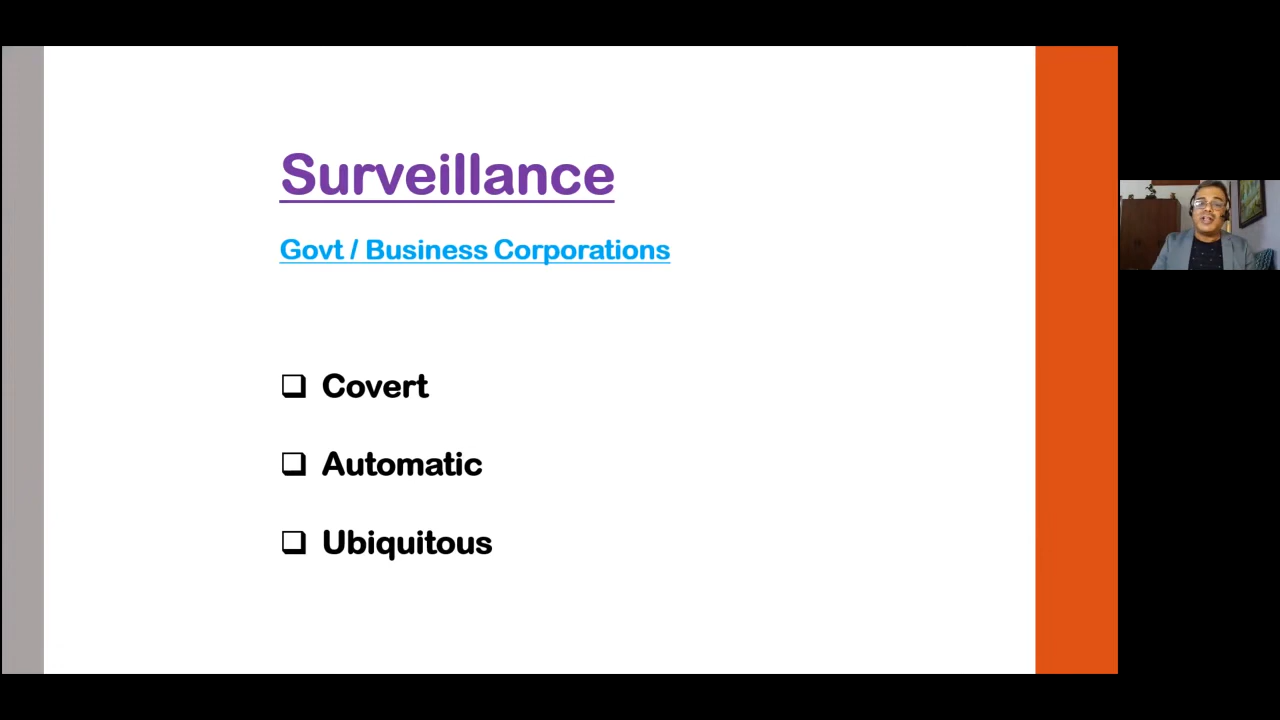 Surveillance
Govt / Business Corporations
❑ Covert
❑ Automatic
❑ Ubiquitous